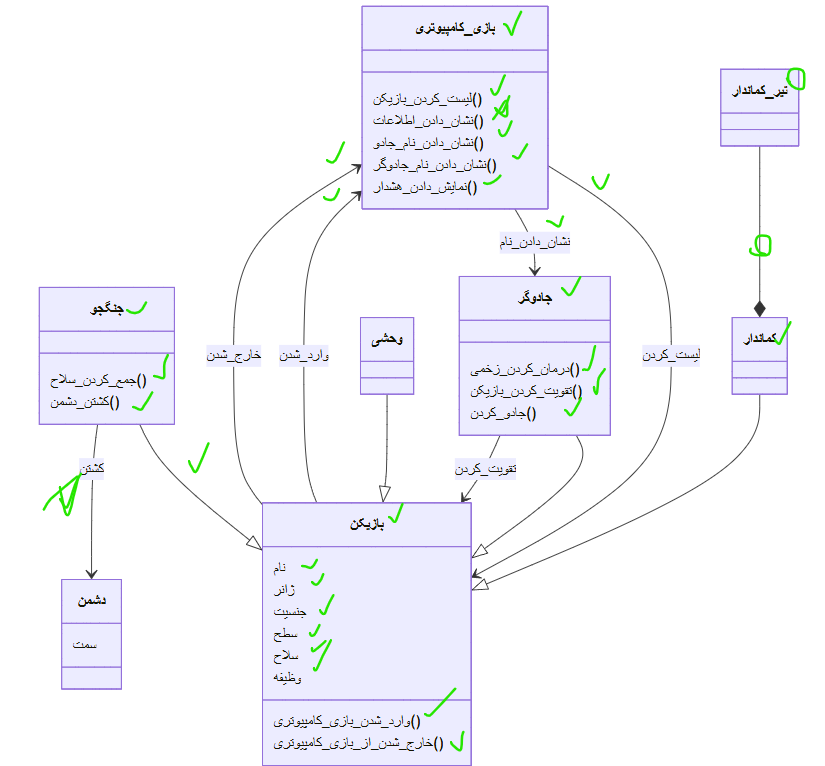 بازی_کامپیوتری
لیست_کردن_بازیکن()
نشان_دادن_اطلاعات()
نشان_دادن_نام_جادو()
نشان_دادن_نام_جادوگر()
نمایش_دادن_هشدار()
تیر_کماندار
نشان_دادن_نام
جادوگر
درمان_کردن_زخمی()
تقویت_کردن_بازیکن()
جادو_کردن()
جنگجو
جمع_کردن_سلاح()
کشتن_دشمن()
وحشی
کماندار
خارج_شدن
وارد_شدن
لیست_کردن
کشتن
تقویت_کردن
بازیکن
نام
ژانر
جنسیت
سطح
سلاح
وظیفه
وارد_شدن_بازی_کامپیوتری()
خارج_شدن_از_بازی_کامپیوتری()
دشمن
سمت